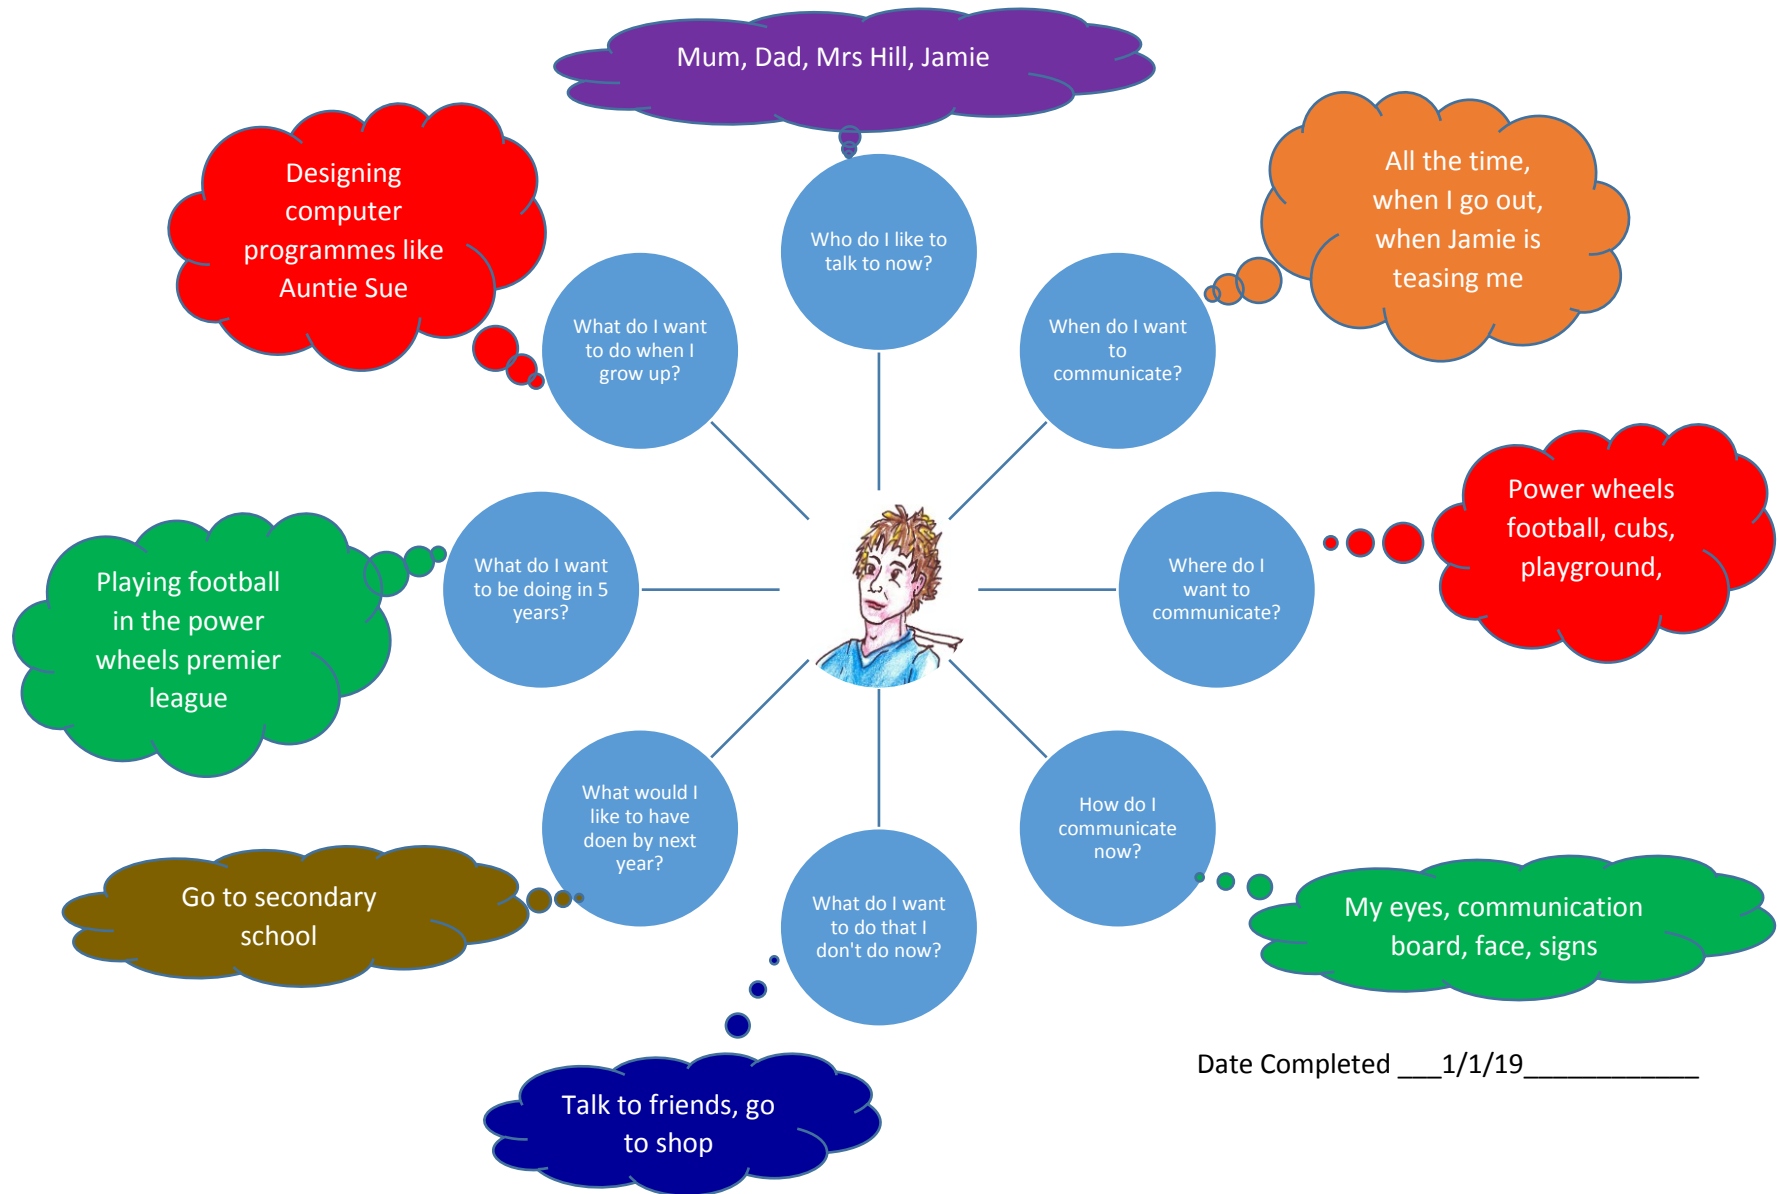 Mum, Dad, Mrs Hill, Jamie
Who do I like to
talk to now?
All the time,
when I go out,
when Jamie is
teasing me
When do I want
to
communicate?
Power wheels
football, cubs,
playground,
Where do I
want to
communicate?
How do I
communicate
now?
My eyes, communication
board, face, signs
What do I want
to do that I
don't do now?
Talk to friends, go
to shop
What would I
like to have
doen by next
year?
Go to secondary
school
What do I want
to be doing in 5
years?
Playing football
in the power
wheels premier
league
What do I want
to do when I
grow up?
Designing
computer
programmes like
Auntie Sue
Date Completed ___1/1/19____________